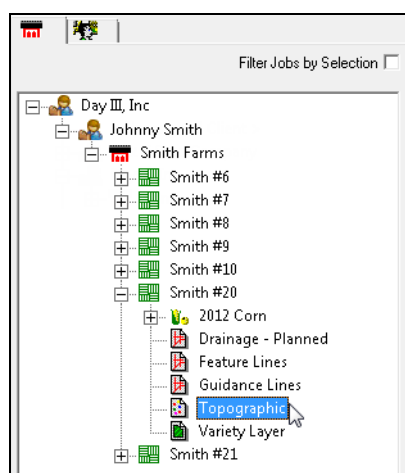 Filter Jobs by Selection
Day III, Inc
Johnny Smith
Smith Farms
Smith #6
Smith #7
Smith #8
Smith #9
Smith #10
Smith #20
2012 Corn
Drainage - Planned
Feature Lines
Guidance Lines
Topographic
Variety Layer
Smith #21